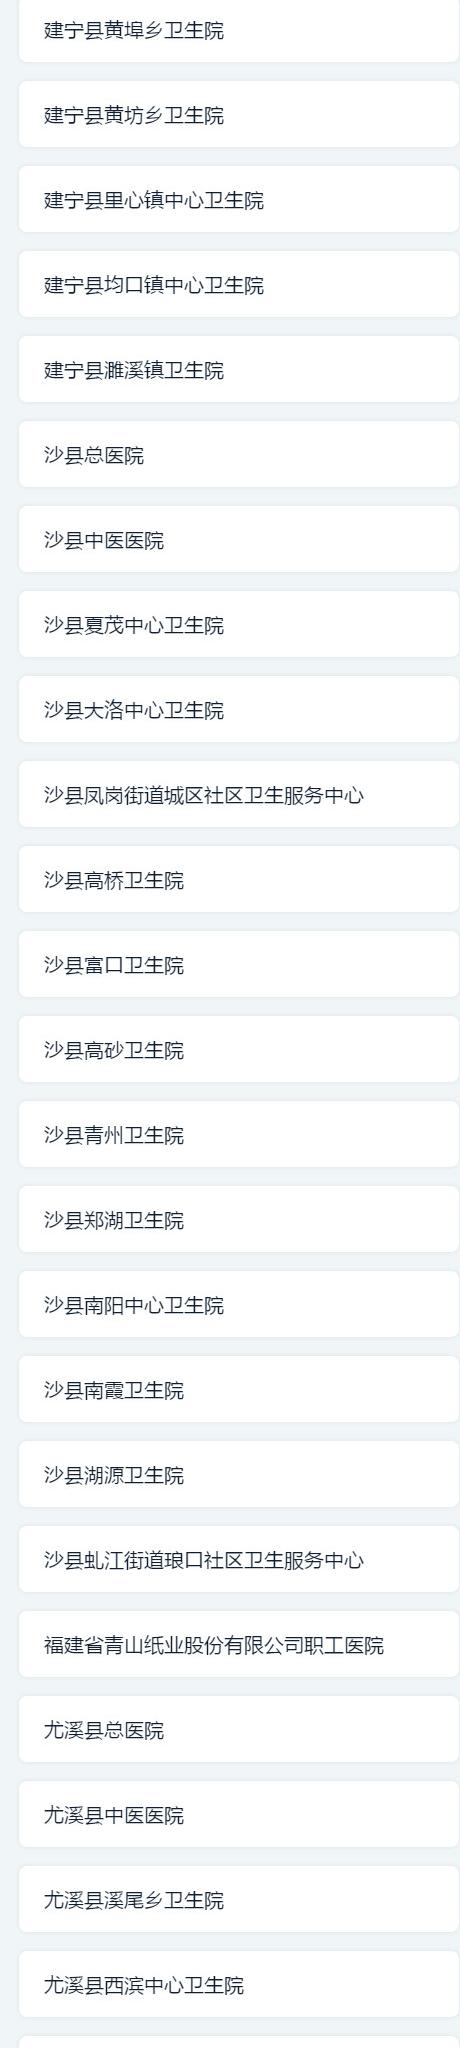 建宁县黄埠乡卫生院
建宁县黄坊乡卫生院
建宁县里心镇中心卫生院
建宁县均口镇中心卫生院
建宁县濉溪镇卫生院
沙县总医院
沙县中医医院
沙县夏茂中心卫生院
沙县大洛中心卫生院
沙县凤岗街道城区社区卫生服务中心
沙县高桥卫生院
沙县富口卫生院
沙县高砂卫生院
沙县青州卫生院
沙县郑湖卫生院
沙县南阳中心卫生院
沙县南霞卫生院
沙县湖源卫生院
沙县虬江街道琅口社区卫生服务中心
福建省青山纸业股份有限公司职工医院
尤溪县总医院
尤溪县中医医院
尤溪县溪尾乡卫生院
尤溪县西滨中心卫生院